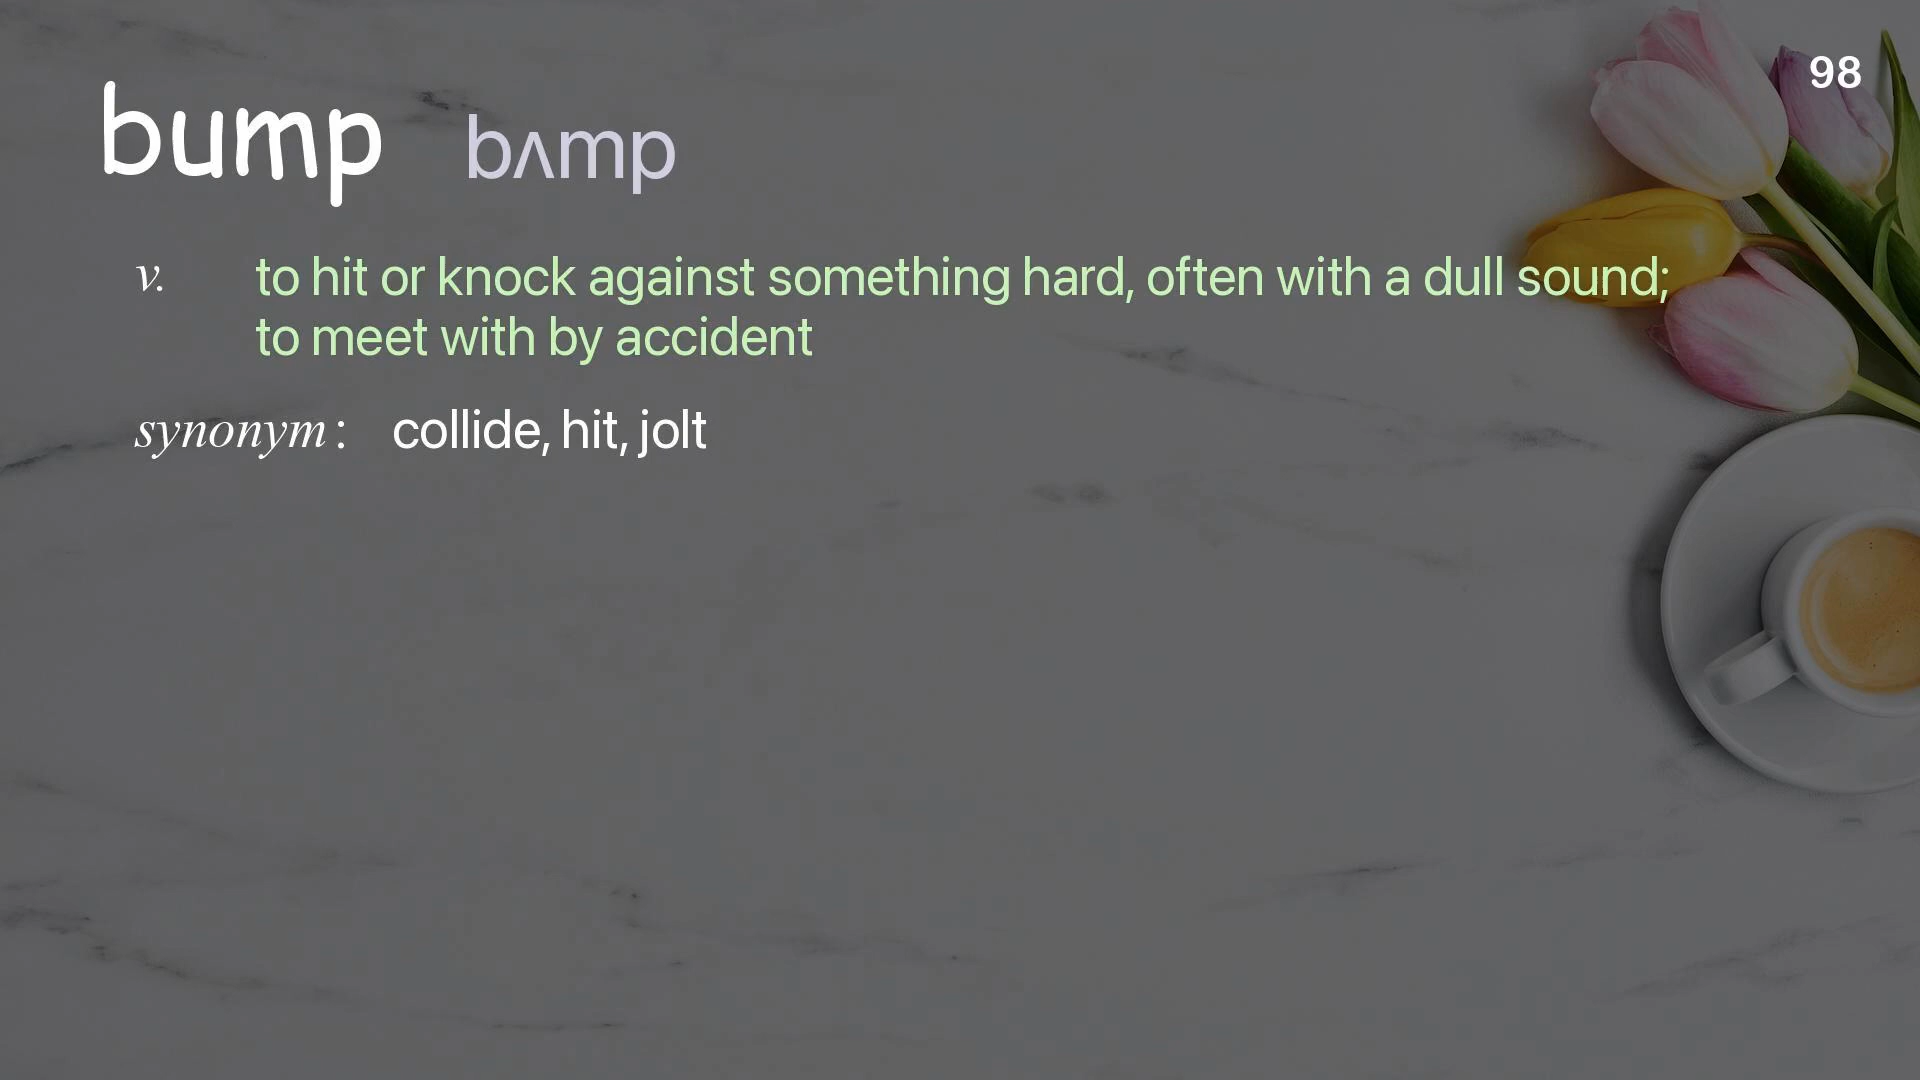 98
bump bʌmp
v. to hit or knock against something hard, often with a dull sound;
to meet with by accident
synonym : collide, hit, jolt